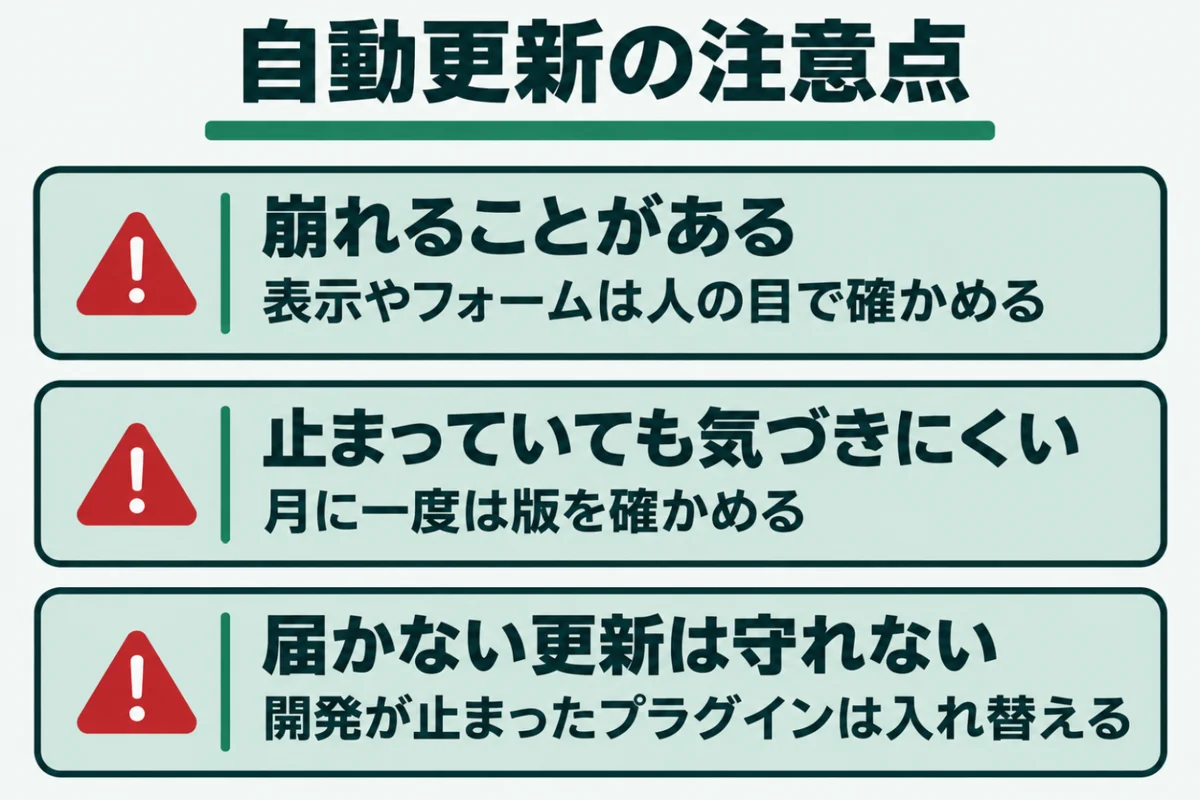 自動更新の注意点
崩れることがある
表示やフォームは人の目で確かめる
止まっていても気づきにくい
月に一度は版を確かめる
届かない更新は守れない
開発が止まったプラグインは入れ替える